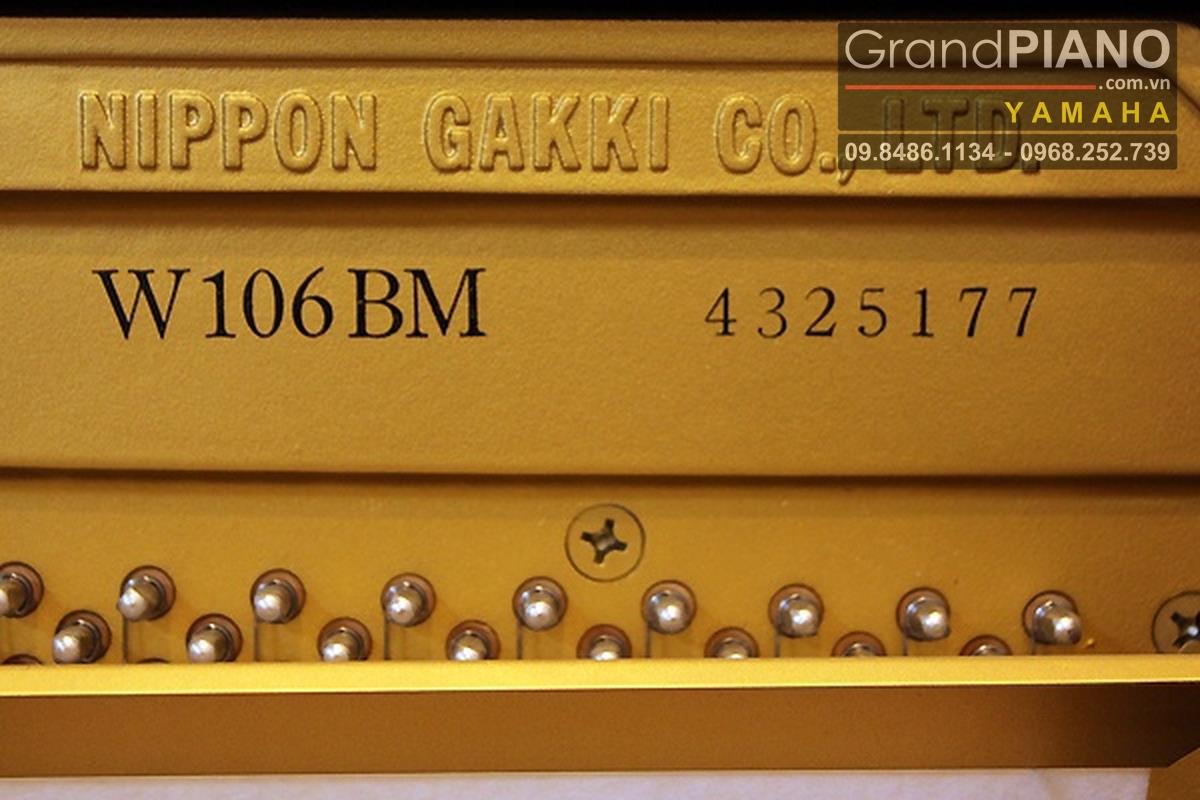 GrandPIANO
.com.vn
YAMAHA
09.8486.1134 - 0968.252.739
NIPPON GAKKI CO., LTD.
W106BM 4325177